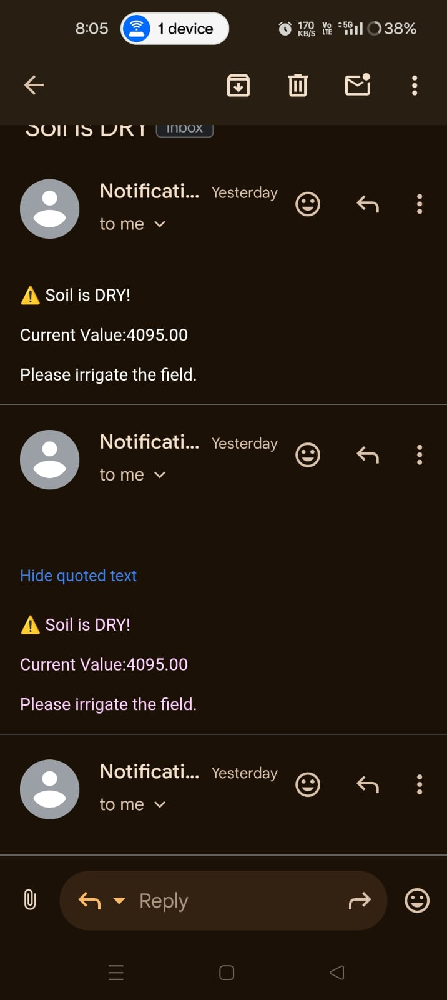 8:05 1 device 170 KB/S Vo LTE 5G 38%
Soil is DRY Inbox
Notificati... Yesterday
to me
⚠️ Soil is DRY!
Current Value:4095.00
Please irrigate the field.
Notificati... Yesterday
to me
Hide quoted text
⚠️ Soil is DRY!
Current Value:4095.00
Please irrigate the field.
Notificati... Yesterday
to me
Reply